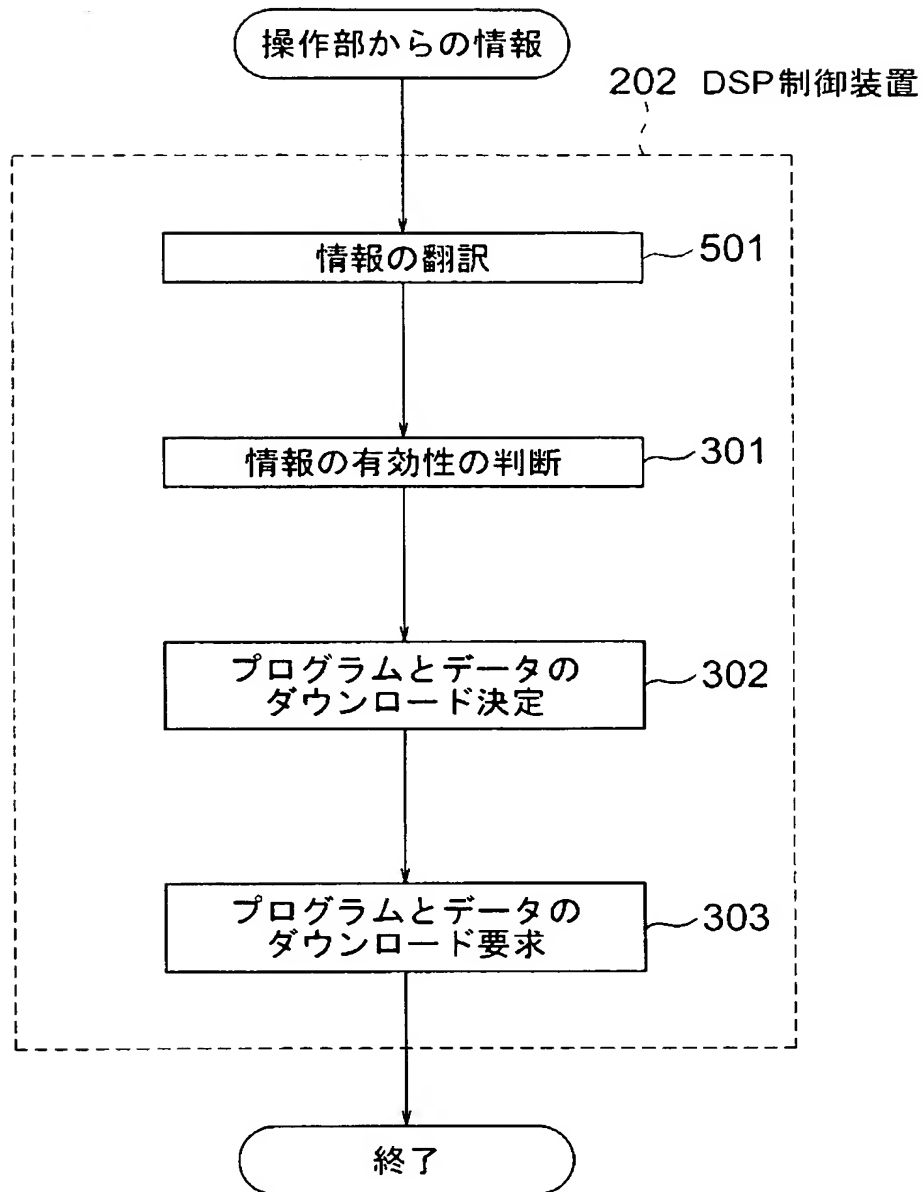 操作部からの情報
202 DSP制御装置
情報の翻訳
501
情報の有効性の判断
301
プログラムとデータの
ダウンロード決定
302
プログラムとデータの
ダウンロード要求
303
終了